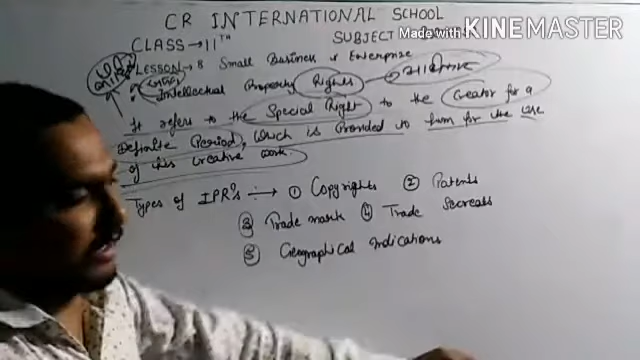 CR INTERNATIONAL SCHOOL
Made with KINEMASTER
CLASS → 11TH SUBJECT
LESSON → 8 Small Business & Enterprise
Intellectual Property Rights → अधिकार
It refers to the Special Right to the Creator for a
Definite Period, which is Provided to him for the use
of his creative work.
Types of IPR's ÷→ ① Copyrights ② Patents
③ Trade mark ④ Trade Secreats
⑤ Geographical Indications